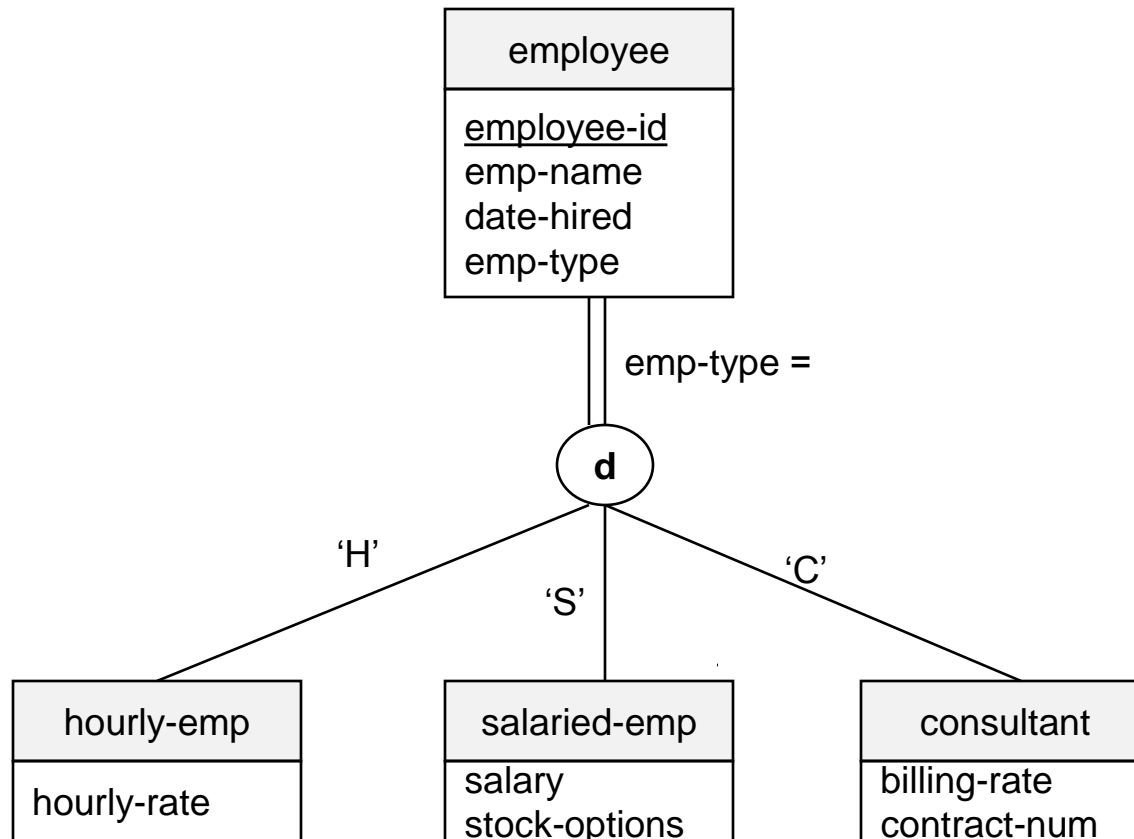 employee
employee-id
emp-name
date-hired
emp-type
emp-type =
d
‘H’
‘S’
‘C’
hourly-emp
hourly-rate
salaried-emp
salary
stock-options
consultant
billing-rate
contract-num